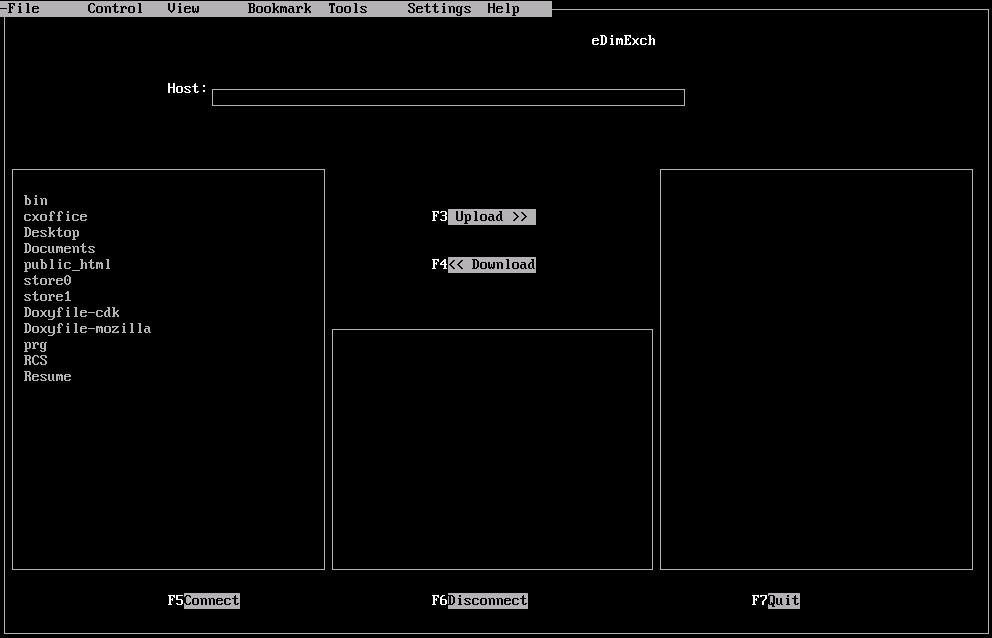 File Control View Bookmark Tools Settings Help
eDimExch
Host:
bin
cxoffice
Desktop
Documents
public_html
store0
store1
Doxyfile-cdk
Doxyfile-mozilla
prg
RCS
Resume
F3 Upload >>
F4<< Download
F5Connect F6Disconnect F7Quit